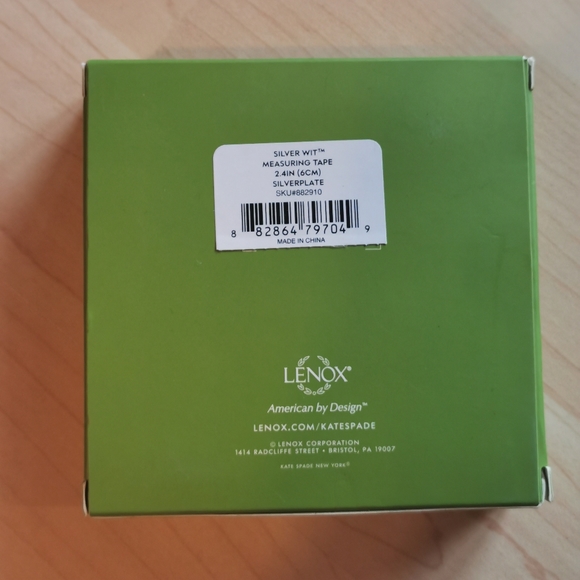 SILVER WIT™
MEASURING TAPE
2.4IN (6CM)
SILVERPLATE
SKU#882910
8 82864 79704 9
MADE IN CHINA
LENOX®
American by Design™
LENOX.COM/KATESPADE
© LENOX CORPORATION
1414 RADCLIFFE STREET • BRISTOL, PA 19007
KATE SPADE NEW YORK®